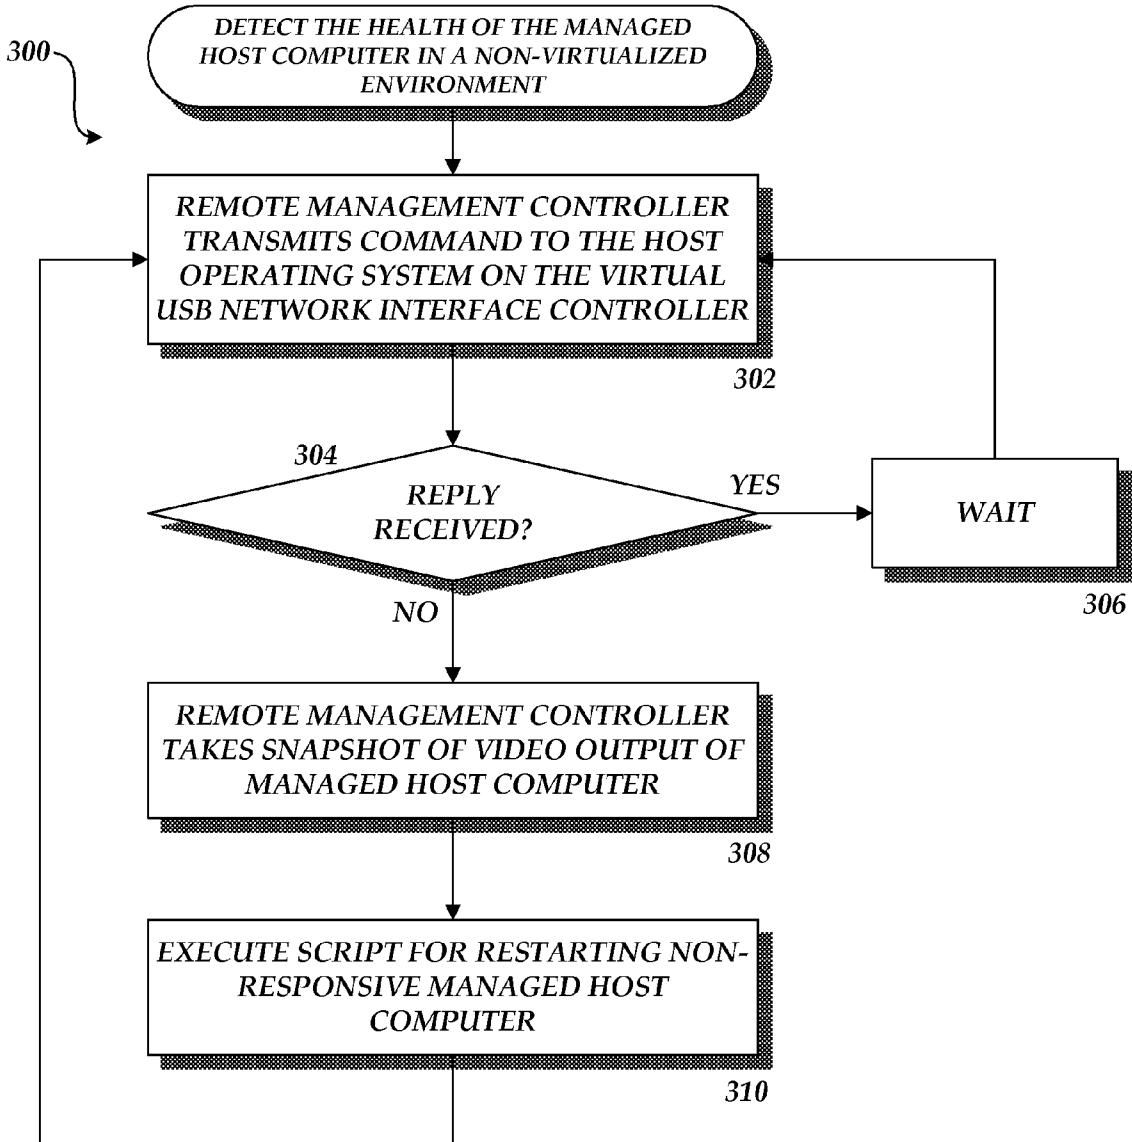 DETECT THE HEALTH OF THE MANAGED
HOST COMPUTER IN A NON-VIRTUALIZED
ENVIRONMENT
300
REMOTE MANAGEMENT CONTROLLER
TRANSMITS COMMAND TO THE HOST
OPERATING SYSTEM ON THE VIRTUAL
USB NETWORK INTERFACE CONTROLLER
302
304
REPLY
RECEIVED?
YES
WAIT
306
NO
REMOTE MANAGEMENT CONTROLLER
TAKES SNAPSHOT OF VIDEO OUTPUT OF
MANAGED HOST COMPUTER
308
EXECUTE SCRIPT FOR RESTARTING NON-
RESPONSIVE MANAGED HOST
COMPUTER
310